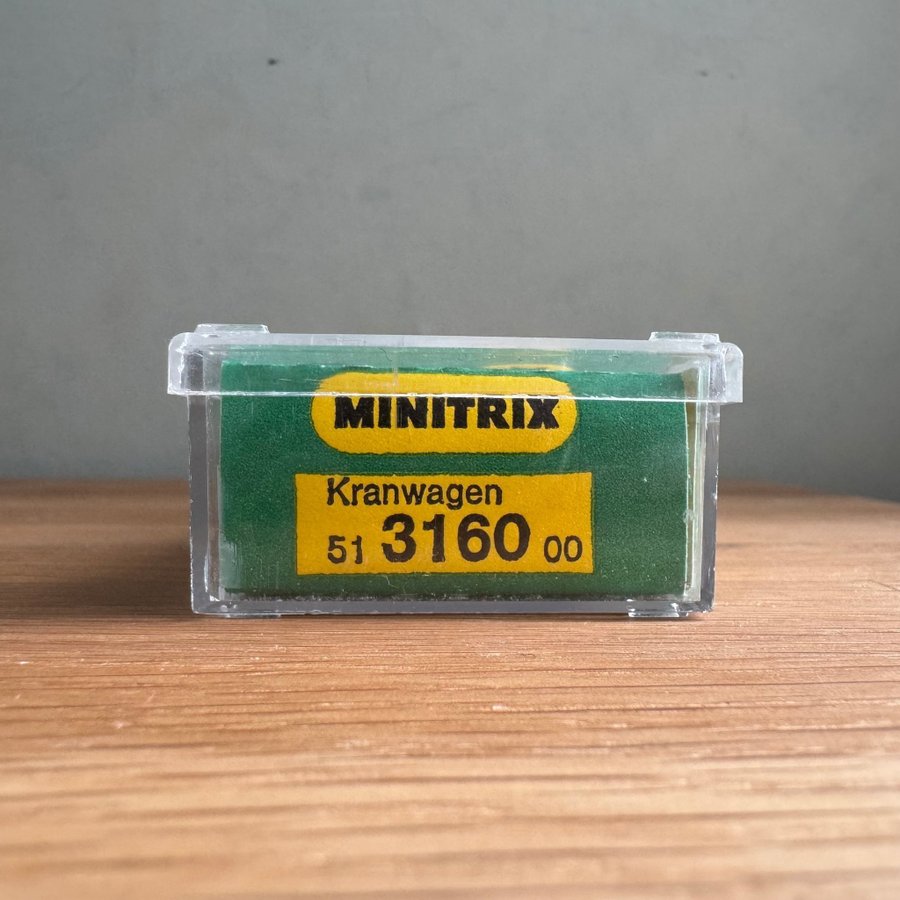 MINITRIX
Kranwagen
51 3160 00